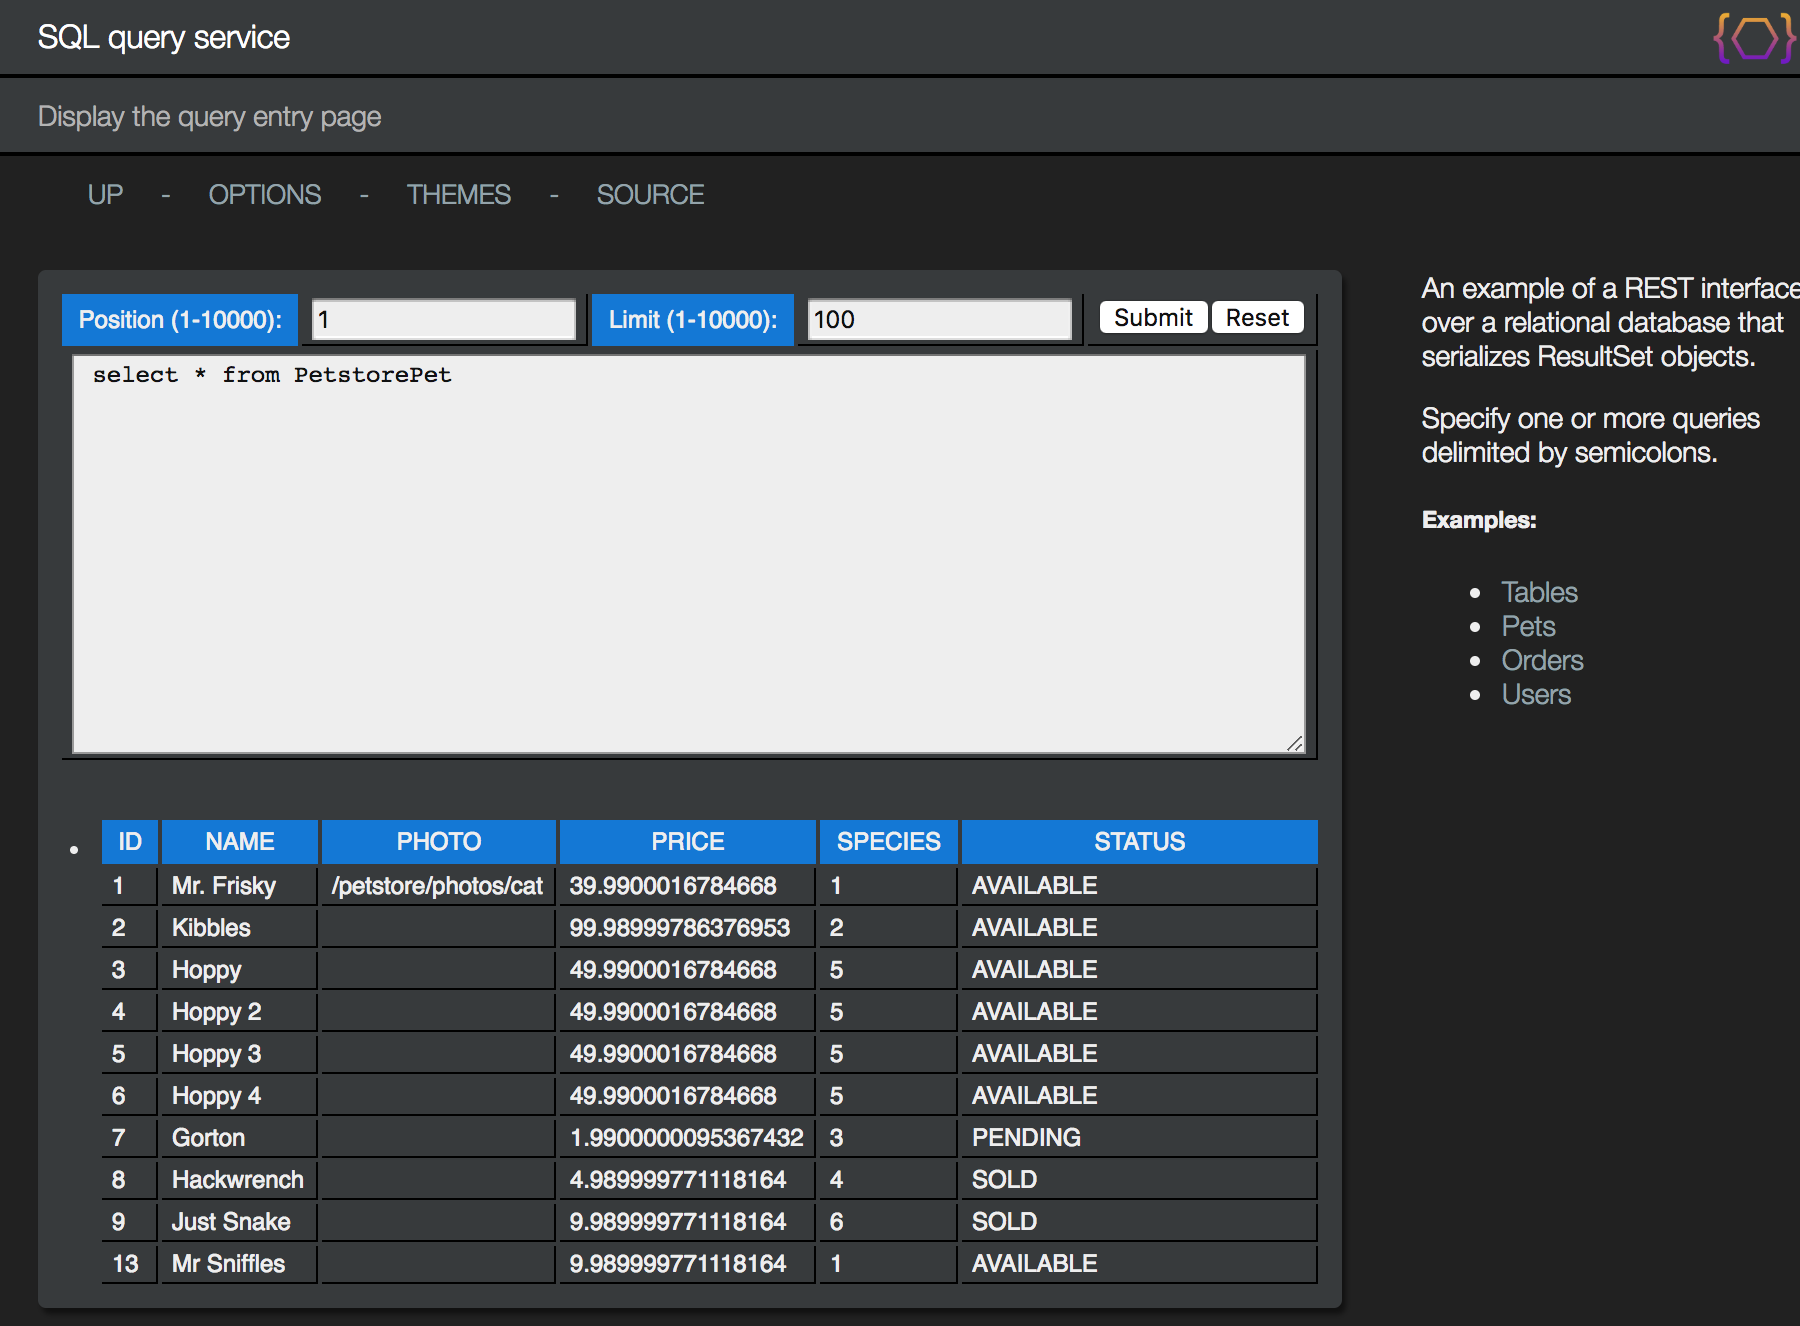 SQL query service
Display the query entry page
UP - OPTIONS - THEMES - SOURCE
Position (1-10000): 1 Limit (1-10000): 100 Submit Reset
select * from PetstorePet
ID NAME PHOTO PRICE SPECIES STATUS
1 Mr. Frisky /petstore/photos/cat 39.9900016784668 1 AVAILABLE
2 Kibbles 99.98999786376953 2 AVAILABLE
3 Hoppy 49.9900016784668 5 AVAILABLE
4 Hoppy 2 49.9900016784668 5 AVAILABLE
5 Hoppy 3 49.9900016784668 5 AVAILABLE
6 Hoppy 4 49.9900016784668 5 AVAILABLE
7 Gorton 1.9900000095367432 3 PENDING
8 Hackwrench 4.989999771118164 4 SOLD
9 Just Snake 9.989999771118164 6 SOLD
13 Mr Sniffles 9.989999771118164 1 AVAILABLE
An example of a REST interface
over a relational database that
serializes ResultSet objects.
Specify one or more queries
delimited by semicolons.
Examples:
• Tables
• Pets
• Orders
• Users